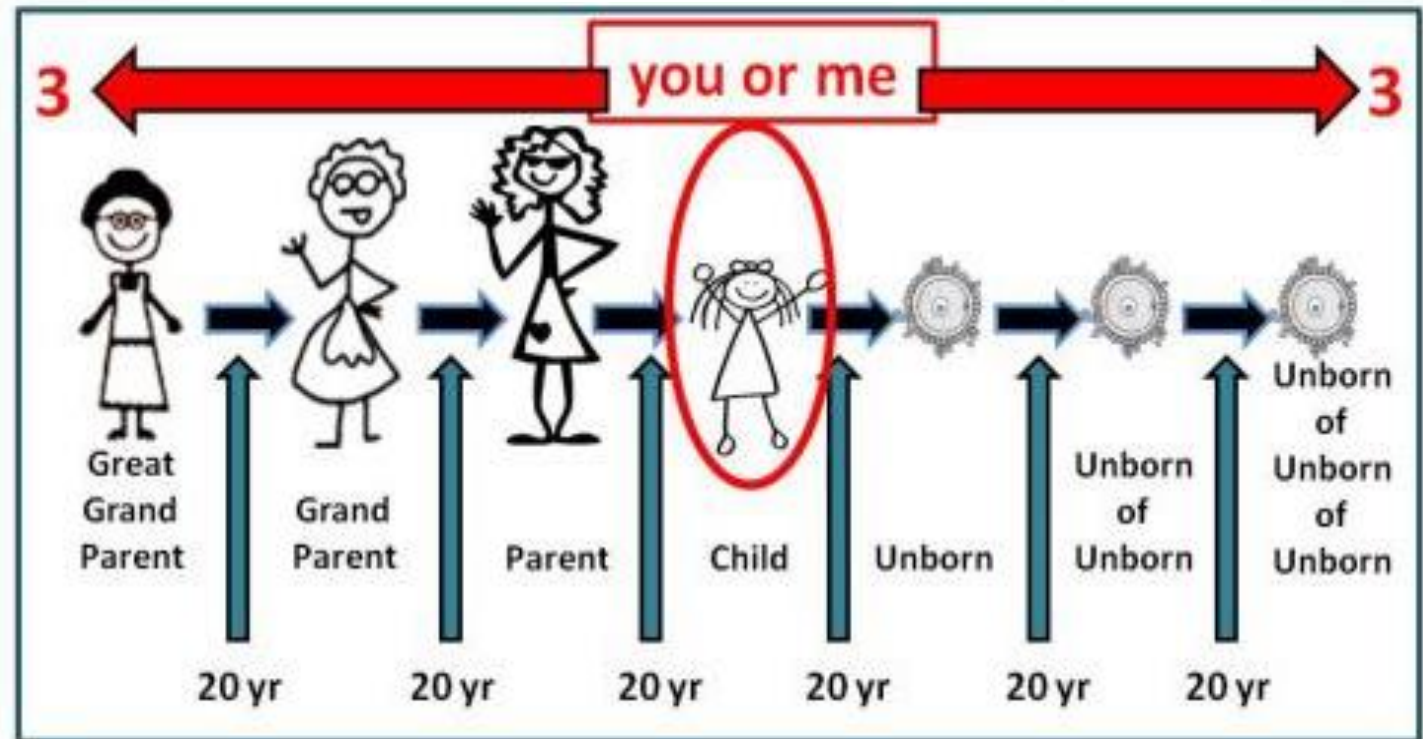 3 you or me 3
Great
Grand
Parent
Grand
Parent
Parent
Child
Unborn
Unborn
of
Unborn
Unborn
of
Unborn
of
Unborn
20 yr 20 yr 20 yr 20 yr 20 yr 20 yr